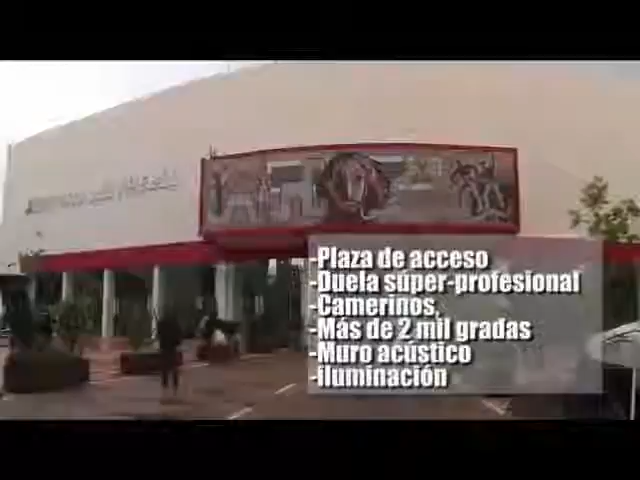 -Plaza de acceso
-Duela súper-profesional
-Camerinos,
-Más de 2 mil gradas
-Muro acústico
-iluminación